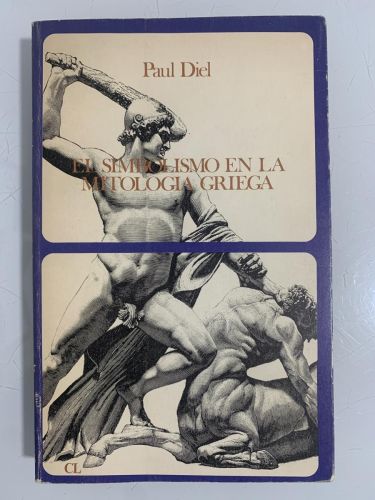 Paul Diel
EL SIMBOLISMO EN LA
MITOLOGIA GRIEGA
CL